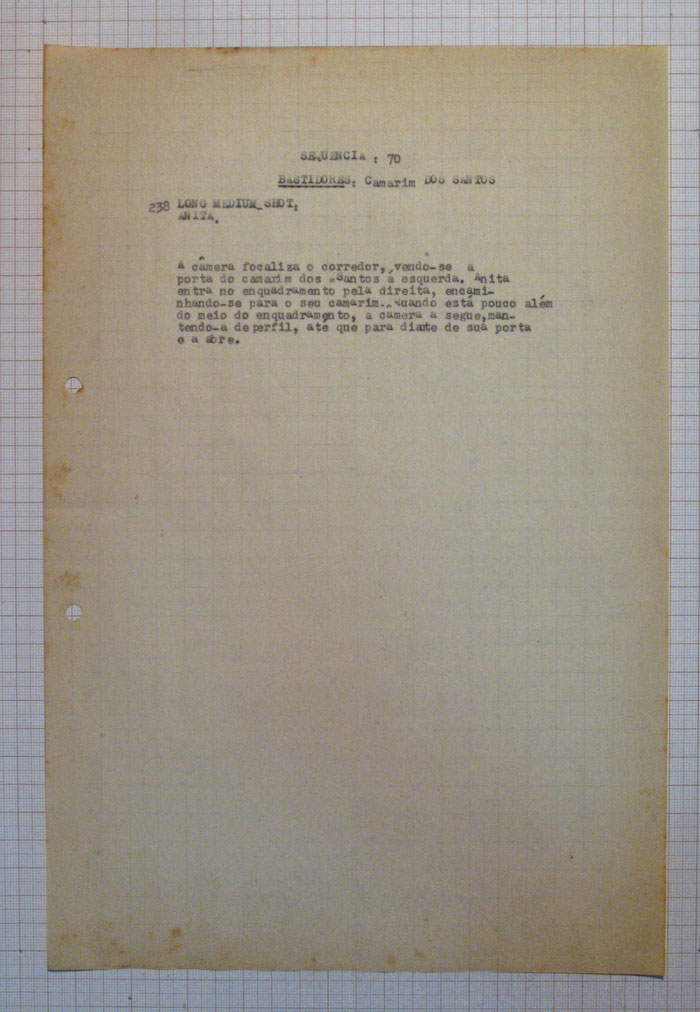 SEQUENCIA : 70
BASTIDORES: Camarim DOS SANTOS
238 LONG MEDIUM SHOT:
ANITA.
A câmera focaliza o corredor, vendo-se a
porta do camarim dos Santos a esquerda. Anita
entra no enquadramento pela direita, encami-
nhando-se para o seu camarim. Quando está pouco além
do meio do enquadramento, a camera a segue,man-
tendo-a de perfil, ate que para diante de sua porta
e a abre.